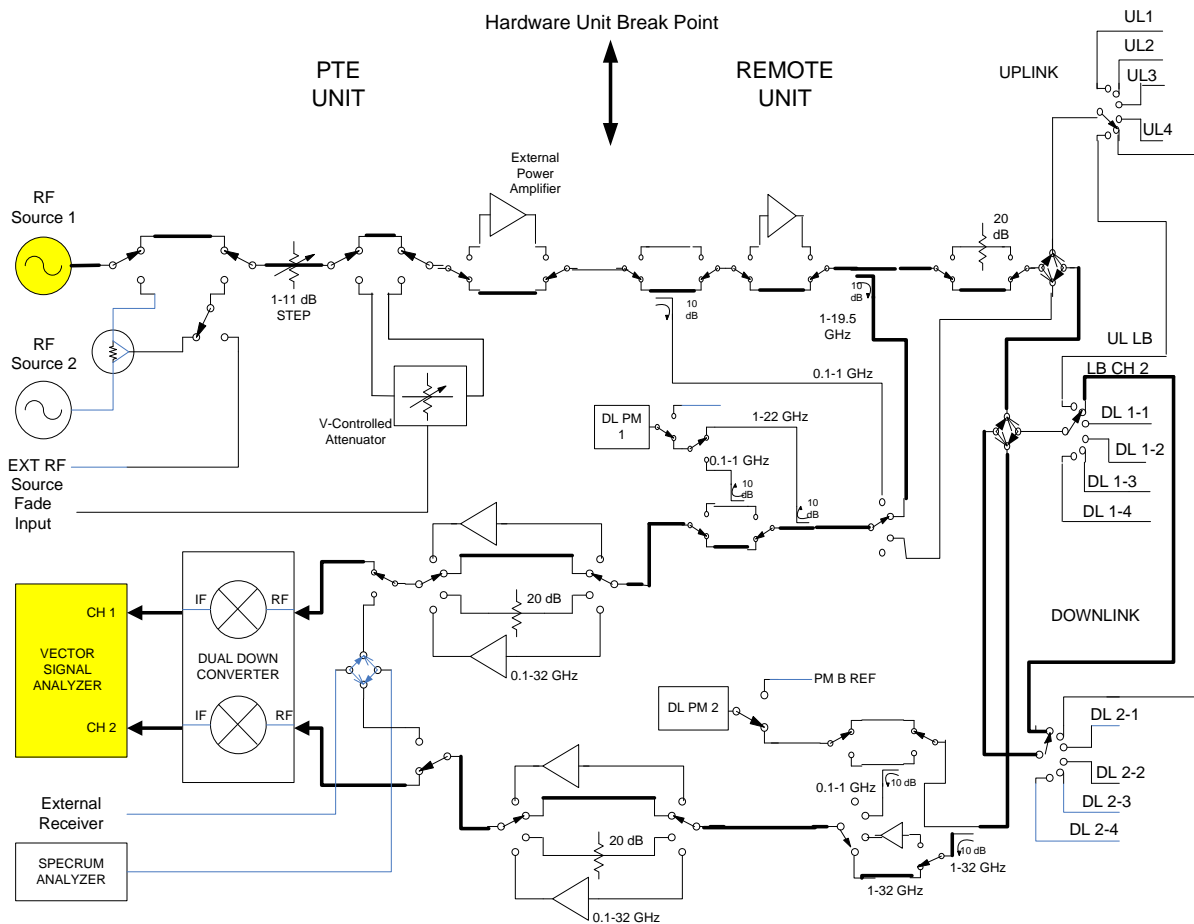 Hardware Unit Break Point
PTE
UNIT
REMOTE
UNIT
UPLINK
UL1
UL2
UL3
UL4
External
Power
Amplifier
RF
Source 1
20
dB
1-11 dB
STEP
10
dB
10
dB
1-19.5
GHz
RF
Source 2
UL LB
LB CH 2
0.1-1 GHz
V-Controlled
Attenuator
DL PM
1
1-22 GHz
DL 1-1
DL 1-2
DL 1-3
DL 1-4
0.1-1 GHz
10
dB
10
dB
EXT RF
Source
Fade
Input
CH 1
IF
RF
20 dB
VECTOR
SIGNAL
ANALYZER
DUAL DOWN
CONVERTER
0.1-32 GHz
DOWNLINK
CH 2
IF
RF
PM B REF
DL PM 2
DL 2-1
DL 2-2
DL 2-3
DL 2-4
0.1-1 GHz
10 dB
External
Receiver
20 dB
10 dB
1-32 GHz
1-32 GHz
SPECRUM
ANALYZER
0.1-32 GHz